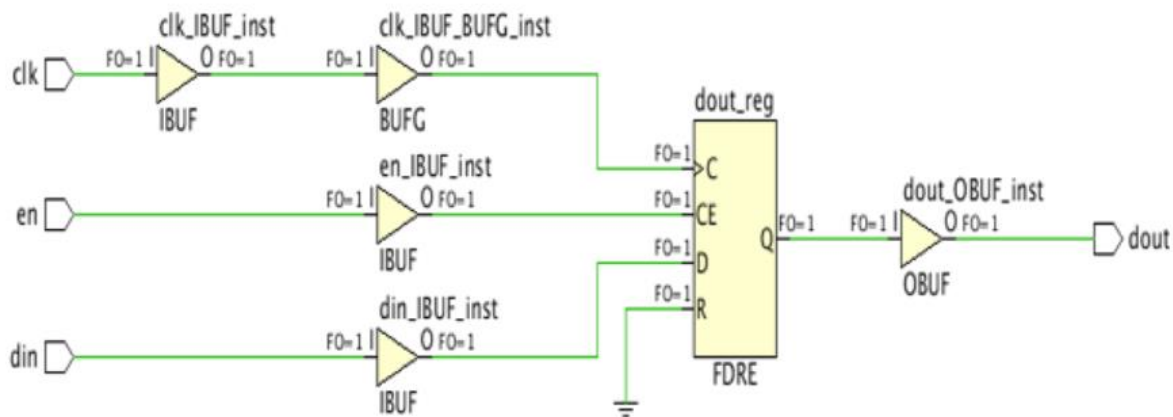 clk_IBUF_inst
clk_IBUF_BUFG_inst
clk
FO=1 I
O FO=1
FO=1 I
O FO=1
IBUF
BUFG
dout_reg
FO=1
C
en_IBUF_inst
en
FO=1 I
O FO=1
FO=1
CE
IBUF
FO=1
D
FO=1
R
Q
FO=1
dout_OBUF_inst
FO=1 I
O FO=1
dout
OBUF
din_IBUF_inst
din
FO=1 I
O FO=1
IBUF
FDRE